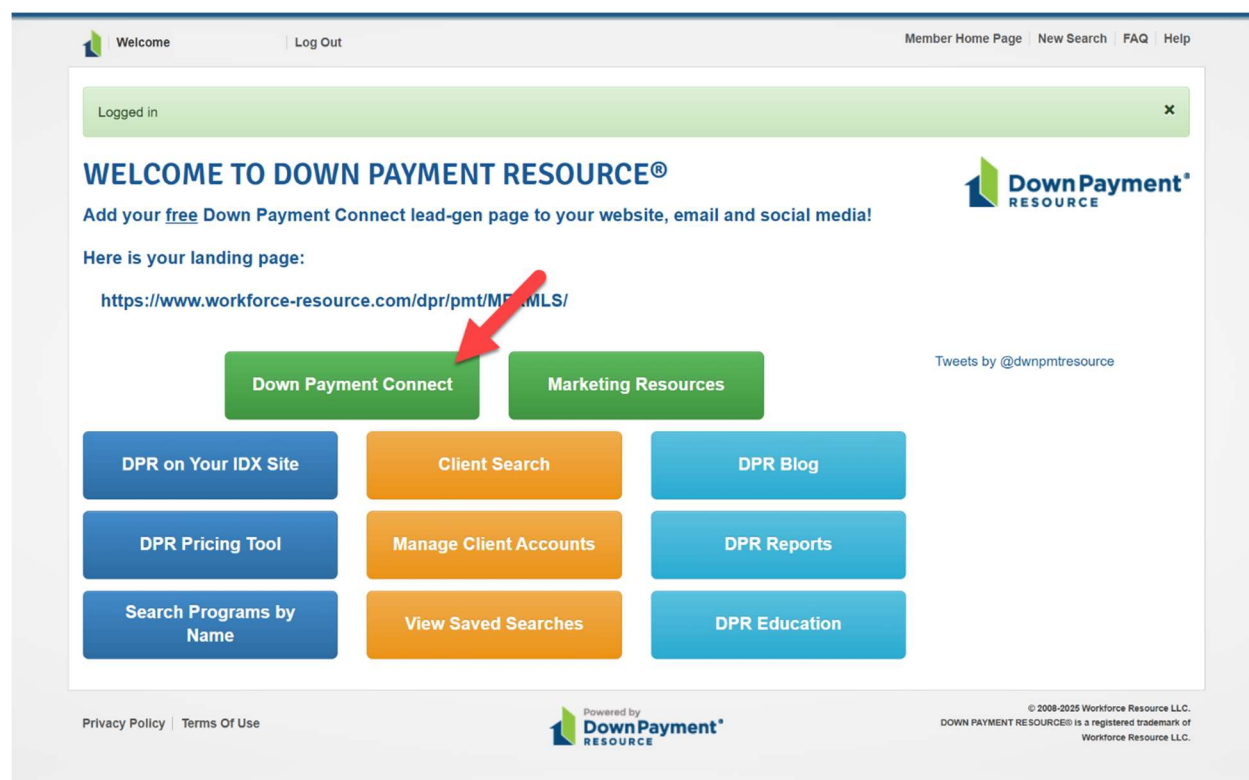 Welcome
Log Out
Member Home Page
New Search
FAQ
Help
Logged in
×
WELCOME TO DOWN PAYMENT RESOURCE®
Down Payment®
RESOURCE
Add your free Down Payment Connect lead-gen page to your website, email and social media!
Here is your landing page:
https://www.workforce-resource.com/dpr/pmt/
Down Payment Connect
Marketing Resources
Tweets by @dwnpmtresource
DPR on Your IDX Site
Client Search
DPR Blog
DPR Pricing Tool
Manage Client Accounts
DPR Reports
Search Programs by
Name
View Saved Searches
DPR Education
Privacy Policy
Terms Of Use
Powered by
Down Payment®
RESOURCE
© 2008-2025 Workforce Resource LLC.
DOWN PAYMENT RESOURCE® is a registered trademark of
Workforce Resource LLC.